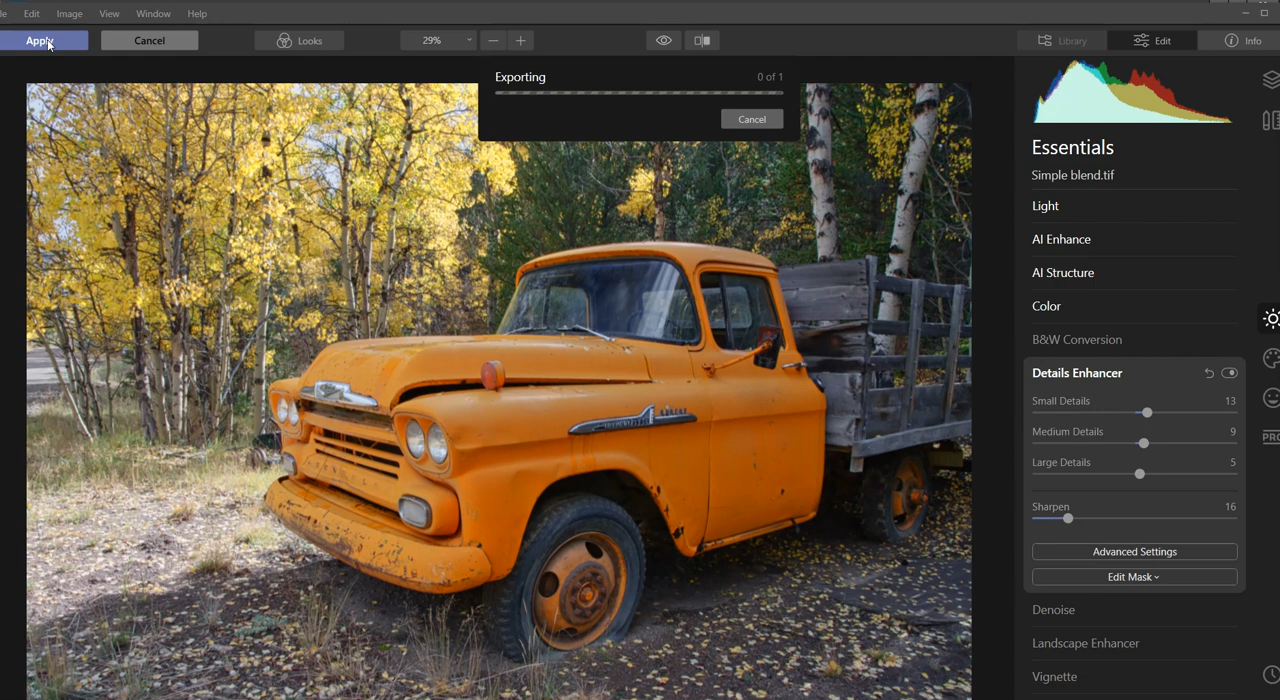 le Edit Image View Window Help
Apply Cancel Looks 29% Library Edit Info
Exporting 0 of 1
Cancel
Essentials
Simple blend.tif
Light
AI Enhance
AI Structure
Color
B&W Conversion
Details Enhancer
Small Details 13
Medium Details 9
Large Details 5
Sharpen 16
Advanced Settings
Edit Mask
Denoise
Landscape Enhancer
Vignette
PRO